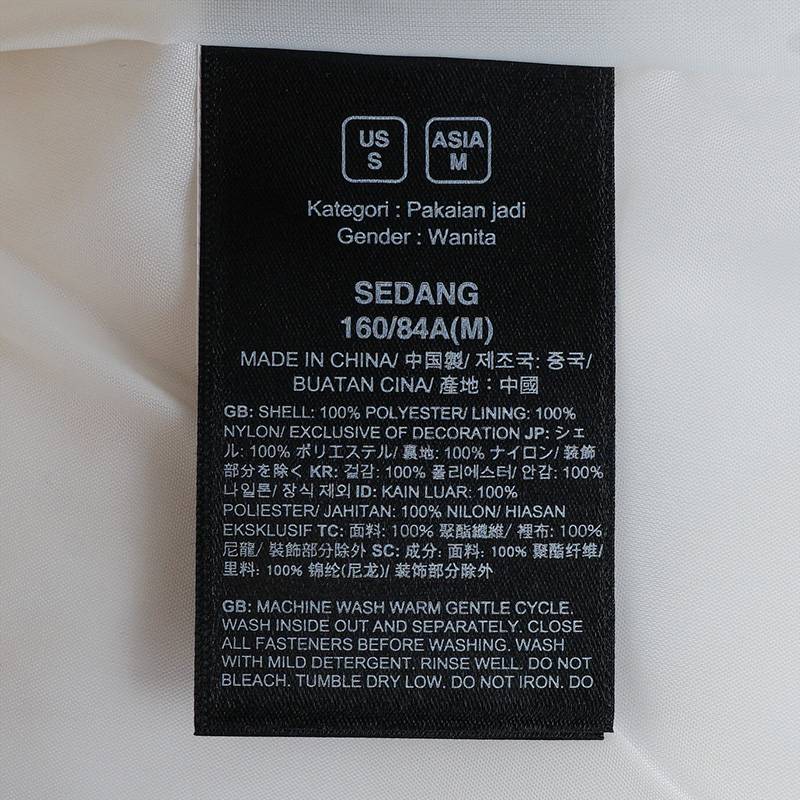 US
S
ASIA
M
Kategori : Pakaian jadi
Gender : Wanita
SEDANG
160/84A(M)
MADE IN CHINA/ 中国製/ 제조국: 중국/
BUATAN CINA/ 產地：中國
GB: SHELL: 100% POLYESTER/ LINING: 100%
NYLON/ EXCLUSIVE OF DECORATION JP: シェ
ル: 100% ポリエステル/ 裏地: 100% ナイロン/ 装飾
部分を除く KR: 겉감: 100% 폴리에스터/ 안감: 100%
나일론/ 장식 제외 ID: KAIN LUAR: 100%
POLIESTER/ JAHITAN: 100% NILON/ HIASAN
EKSKLUSIF TC: 面料: 100% 聚酯纖維/ 裡布: 100%
尼龍/ 裝飾部分除外 SC: 成分: 面料: 100% 聚酯纤维/
里料: 100% 锦纶(尼龙)/ 装饰部分除外
GB: MACHINE WASH WARM GENTLE CYCLE.
WASH INSIDE OUT AND SEPARATELY. CLOSE
ALL FASTENERS BEFORE WASHING. WASH
WITH MILD DETERGENT. RINSE WELL. DO NOT
BLEACH. TUMBLE DRY LOW. DO NOT IRON. DO